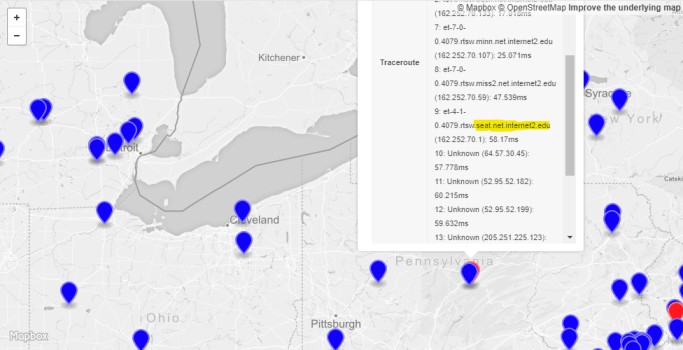 © Mapbox © OpenStreetMap Improve the underlying map
+
−
Kitchener
Syracuse
New York
Detroit
Cleveland
Pennsylvania
Ohio
Pittsburgh
Mapbox
Traceroute
(162.252.70.133): 17.015ms
7: et-7-0-
0.4079.rtsw.minn.net.internet2.edu
(162.252.70.107): 25.071ms
8: et-7-0-
0.4079.rtsw.miss2.net.internet2.edu
(162.252.70.59): 47.539ms
9: et-4-1-
0.4079.rtsw.seat.net.internet2.edu
(162.252.70.1): 58.17ms
10: Unknown (64.57.30.45):
57.778ms
11: Unknown (52.95.52.182):
60.215ms
12: Unknown (52.95.52.199):
59.632ms
13: Unknown (205.251.225.123):